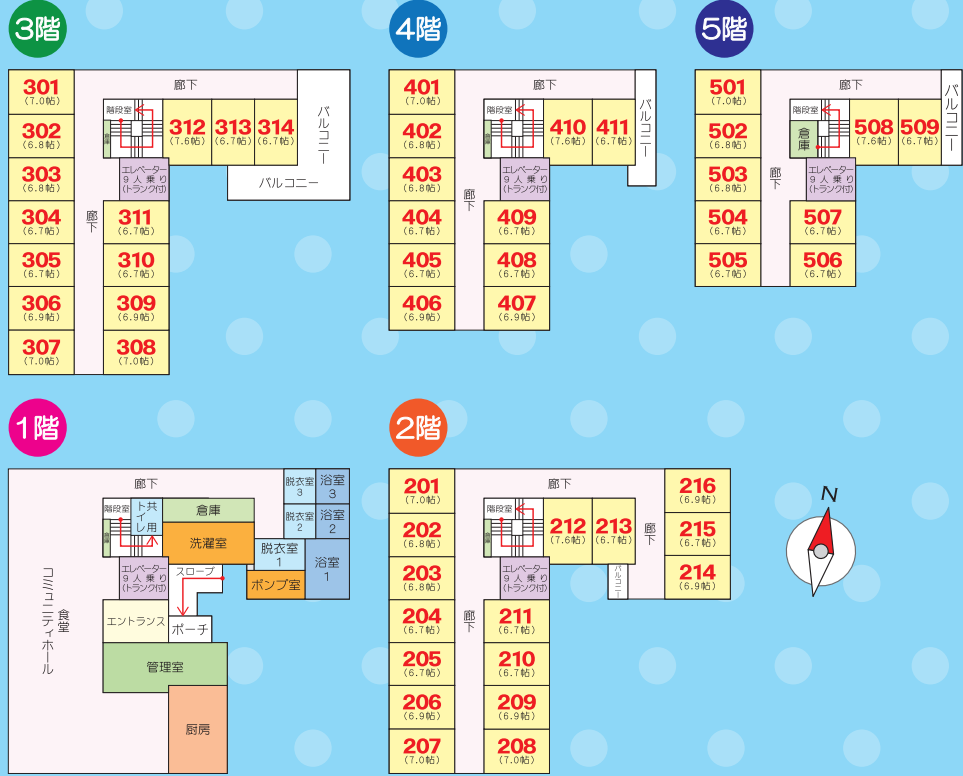 3階
301
(7.0帖)
302
(6.8帖)
303
(6.8帖)
304
(6.7帖)
305
(6.7帖)
306
(6.9帖)
307
(7.0帖)
廊下
階段室
倉庫
312
(7.6帖)
313
(6.7帖)
314
(6.7帖)
バルコニー
バルコニー
エレベーター
9人乗り
(トランク付)
廊下
311
(6.7帖)
310
(6.7帖)
309
(6.9帖)
308
(7.0帖)
4階
401
(7.0帖)
402
(6.8帖)
403
(6.8帖)
404
(6.7帖)
405
(6.7帖)
406
(6.9帖)
廊下
階段室
倉庫
410
(7.6帖)
411
(6.7帖)
バルコニー
エレベーター
9人乗り
(トランク付)
廊下
409
(6.7帖)
408
(6.7帖)
407
(6.9帖)
5階
501
(7.0帖)
502
(6.8帖)
503
(6.8帖)
504
(6.7帖)
505
(6.7帖)
廊下
階段室
倉庫
508
(7.6帖)
509
(6.7帖)
バルコニー
エレベーター
9人乗り
(トランク付)
廊下
507
(6.7帖)
506
(6.7帖)
1階
廊下
階段室
倉庫
共用
トイレ
倉庫
洗濯室
脱衣室
3
浴室
3
脱衣室
2
浴室
2
脱衣室
1
浴室
1
ポンプ室
エレベーター
9人乗り
(トランク付)
スロープ
エントランス
ポーチ
食堂
コミュニティホール
管理室
厨房
2階
201
(7.0帖)
202
(6.8帖)
203
(6.8帖)
204
(6.7帖)
205
(6.7帖)
206
(6.9帖)
207
(7.0帖)
廊下
階段室
倉庫
212
(7.6帖)
213
(6.7帖)
廊下
216
(6.9帖)
215
(6.7帖)
214
(6.9帖)
バルコニー
エレベーター
9人乗り
(トランク付)
廊下
211
(6.7帖)
210
(6.7帖)
209
(6.9帖)
208
(7.0帖)
N